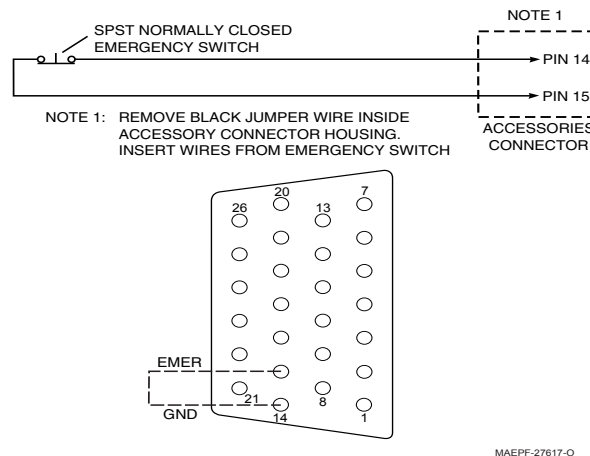 NOTE 1
SPST NORMALLY CLOSED
EMERGENCY SWITCH
PIN 14
PIN 15
NOTE 1: REMOVE BLACK JUMPER WIRE INSIDE
ACCESSORY CONNECTOR HOUSING.
INSERT WIRES FROM EMERGENCY SWITCH
ACCESSORIES
CONNECTOR
20
7
26
13
EMER
21
8
GND
14
1
MAEPF-27617-O